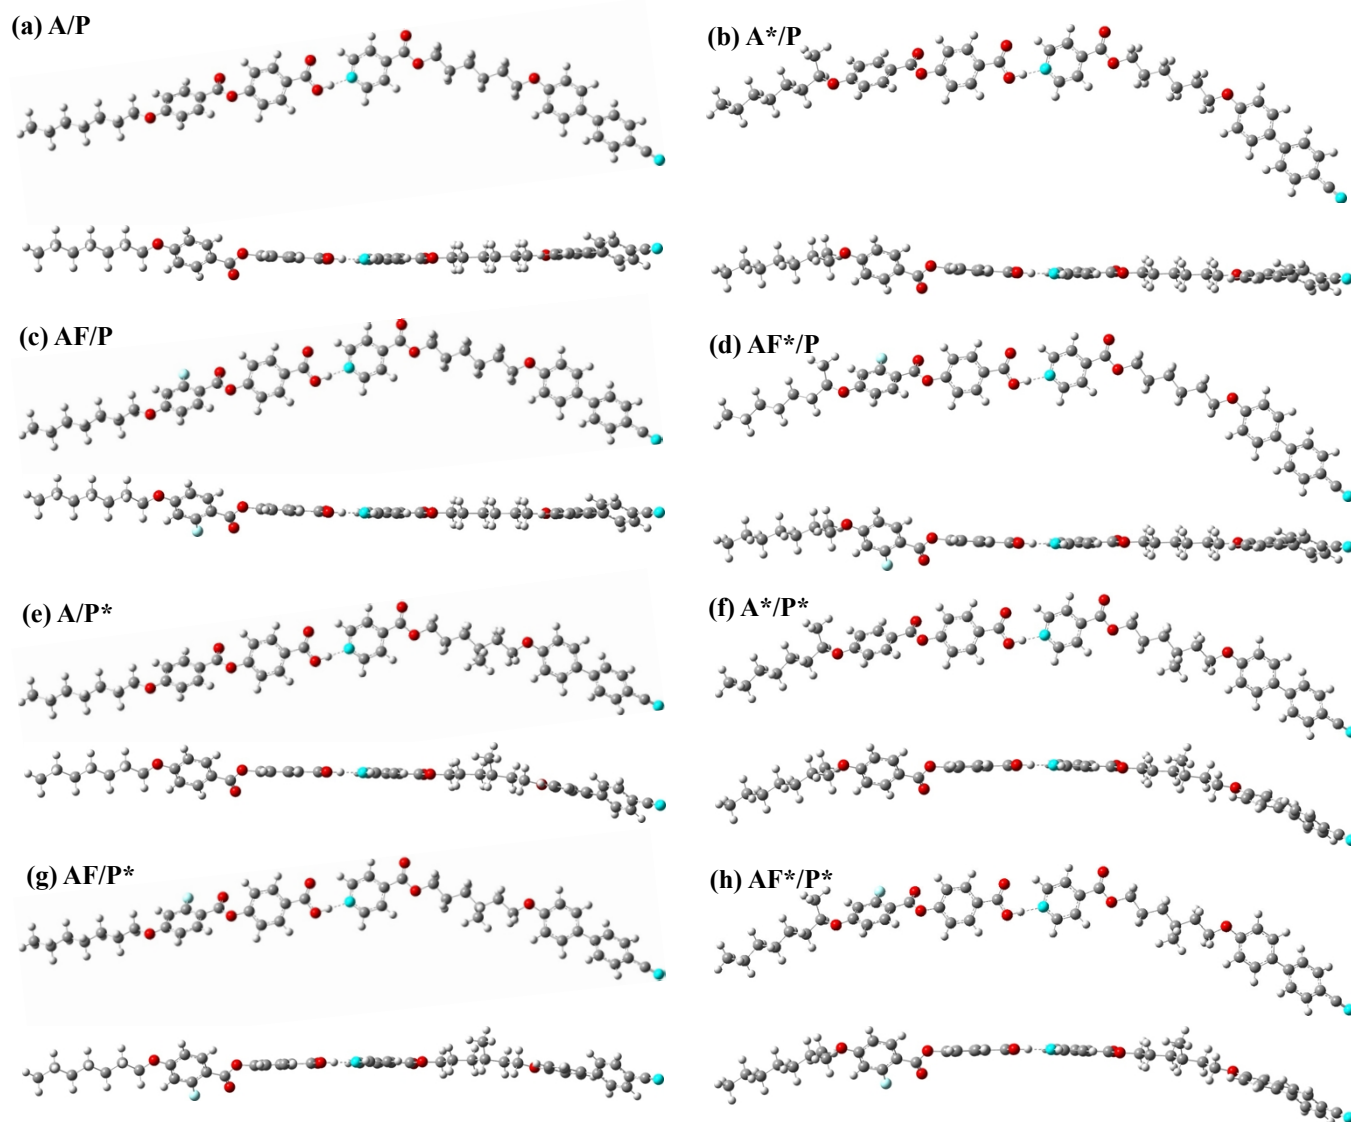 (a) A/P
(b) A*/P
(c) AF/P
(d) AF*/P
(e) A/P*
(f) A*/P*
(g) AF/P*
(h) AF*/P*